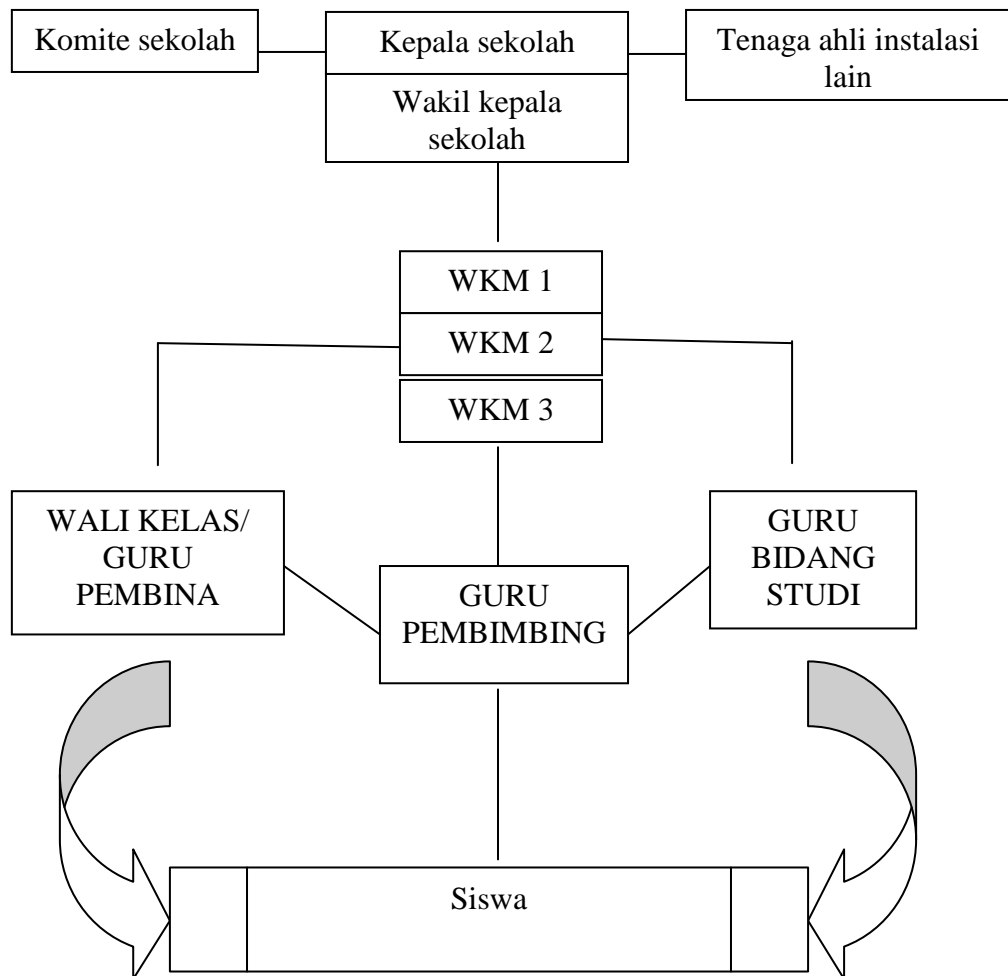 Komite sekolah
Kepala sekolah
Tenaga ahli instalasi
lain
Wakil kepala
sekolah
WKM 1
WKM 2
WKM 3
WALI KELAS/
GURU
PEMBINA
GURU
PEMBIMBING
GURU
BIDANG
STUDI
Siswa